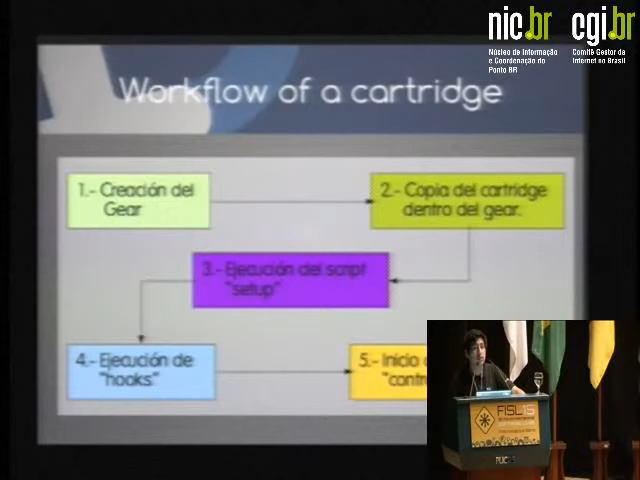 nic.br cgi.br
Núcleo de Informação
e Coordenação do
Ponto BR
Comitê Gestor da
Internet no Brasil
Workflow of a cartridge
1.- Creación del
Gear
2.- Copia del cartridge
dentro del gear.
3.- Ejecución del script
"setup"
4.- Ejecución de
"hooks"
5.- Inicio
"contr
FISL15
PUC